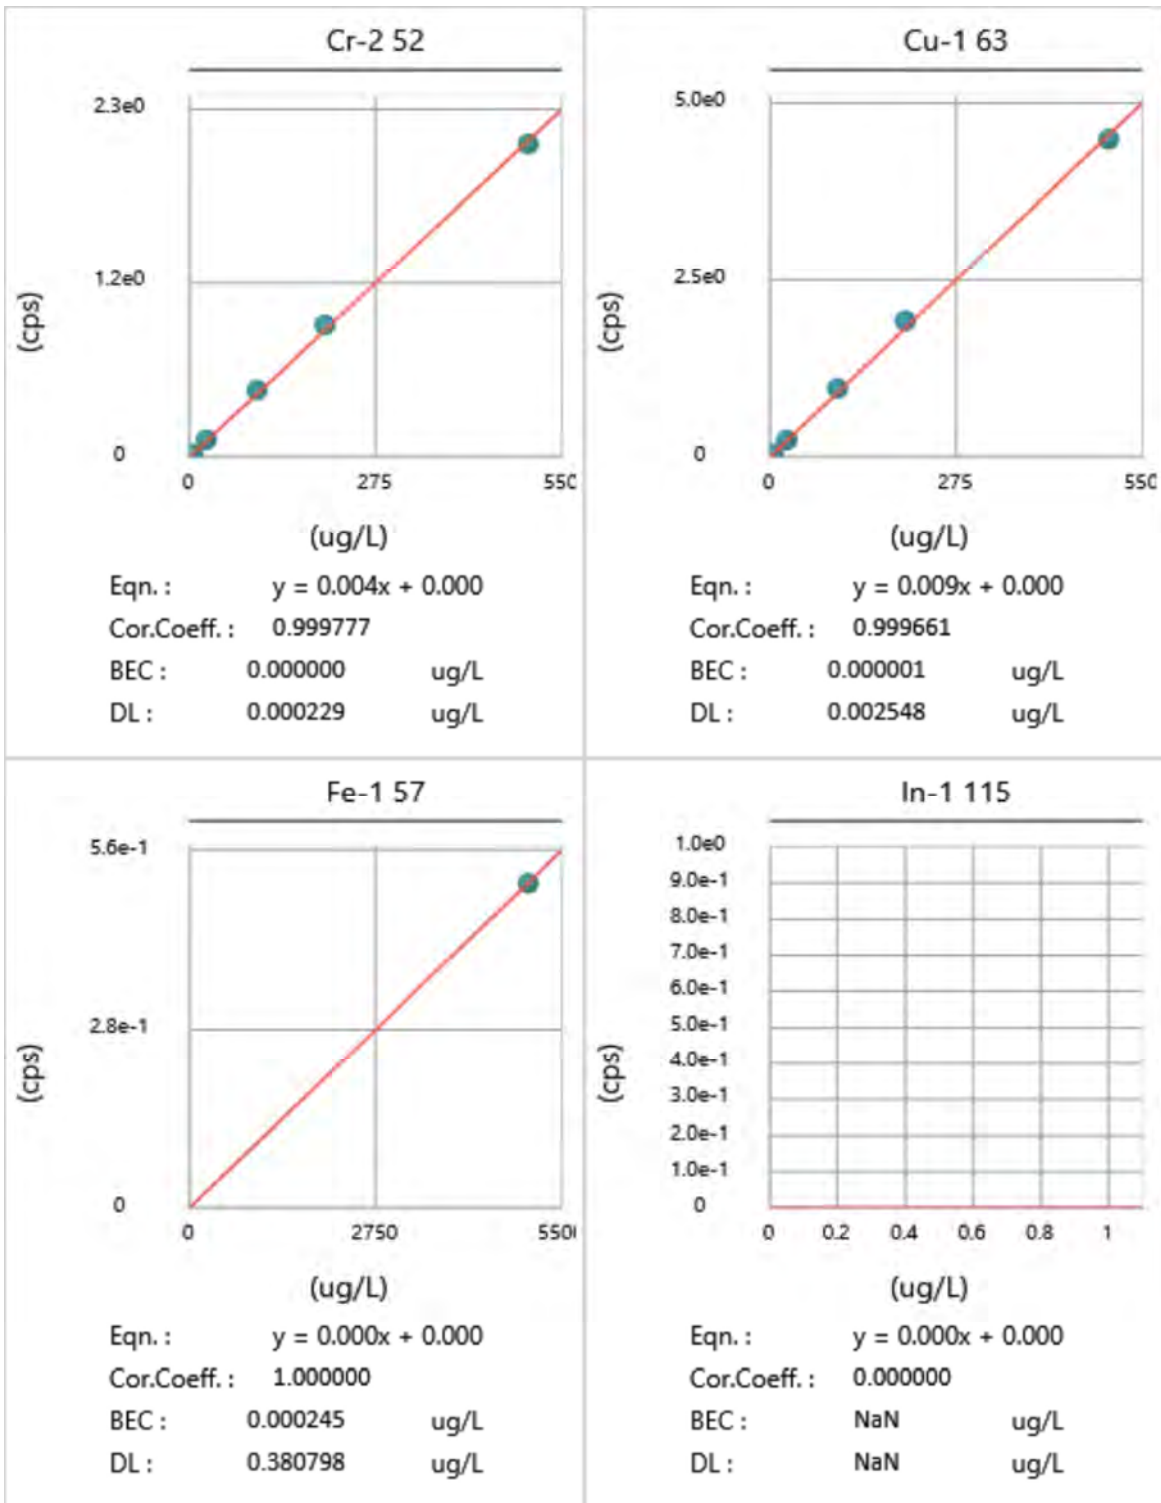 Cr-2 52
2.3e0
1.2e0
0
(cps)
0 275 550
(ug/L)
Eqn. : y = 0.004x + 0.000
Cor.Coeff. : 0.999777
BEC : 0.000000 ug/L
DL : 0.000229 ug/L
Cu-1 63
5.0e0
2.5e0
0
(cps)
0 275 550
(ug/L)
Eqn. : y = 0.009x + 0.000
Cor.Coeff. : 0.999661
BEC : 0.000001 ug/L
DL : 0.002548 ug/L
Fe-1 57
5.6e-1
2.8e-1
0
(cps)
0 2750 550
(ug/L)
Eqn. : y = 0.000x + 0.000
Cor.Coeff. : 1.000000
BEC : 0.000245 ug/L
DL : 0.380798 ug/L
In-1 115
1.0e0
9.0e-1
8.0e-1
7.0e-1
6.0e-1
5.0e-1
4.0e-1
3.0e-1
2.0e-1
1.0e-1
0
(cps)
0 0.2 0.4 0.6 0.8 1
(ug/L)
Eqn. : y = 0.000x + 0.000
Cor.Coeff. : 0.000000
BEC : NaN ug/L
DL : NaN ug/L